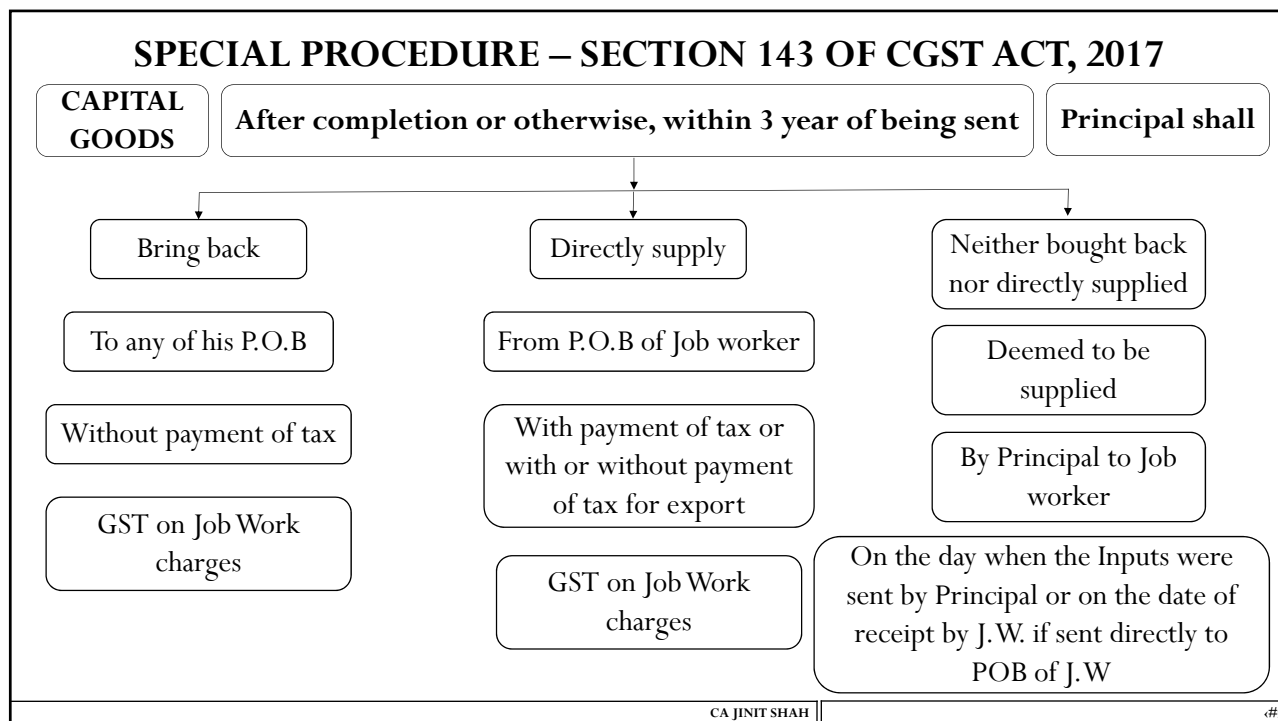 SPECIAL PROCEDURE – SECTION 143 OF CGST ACT, 2017
CAPITAL
GOODS
After completion or otherwise, within 3 year of being sent
Principal shall
Bring back
To any of his P.O.B
Without payment of tax
GST on Job Work
charges
Directly supply
From P.O.B of Job worker
With payment of tax or
with or without payment
of tax for export
GST on Job Work
charges
Neither bought back
nor directly supplied
Deemed to be
supplied
By Principal to Job
worker
On the day when the Inputs were
sent by Principal or on the date of
receipt by J.W. if sent directly to
POB of J.W
CA JINIT SHAH
‹#